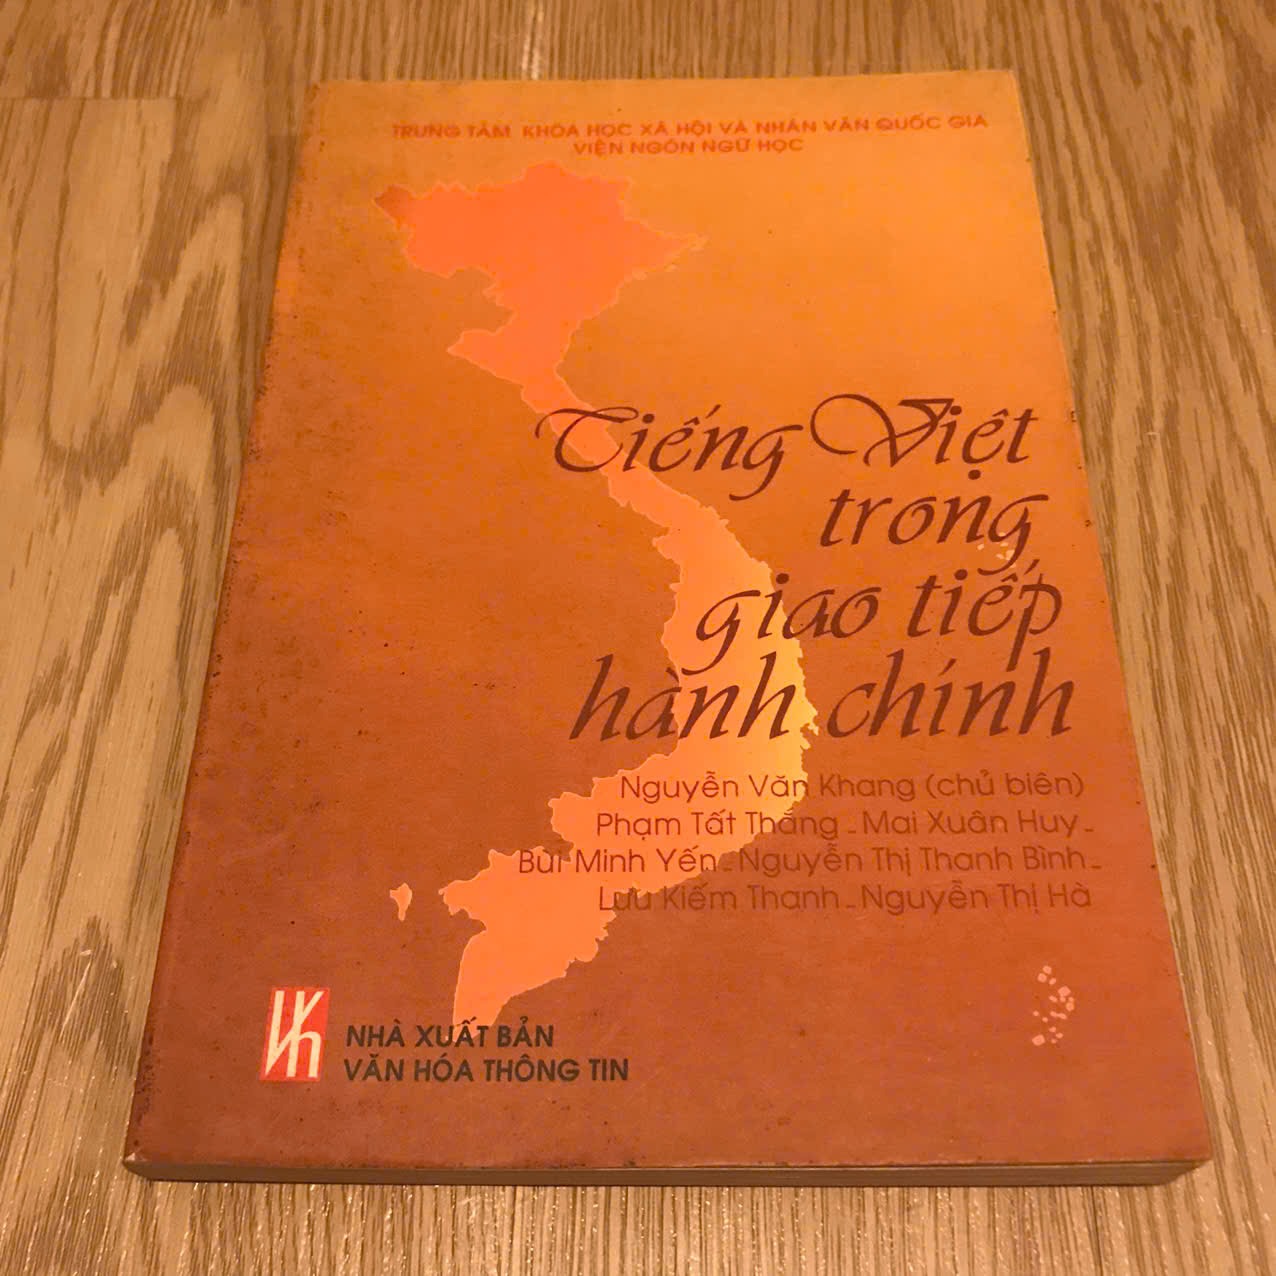 TRUNG TÂM KHOA HỌC XÃ HỘI VÀ NHÂN VĂN QUỐC GIA
VIỆN NGÔN NGỮ HỌC
Tiếng Việt
trong
giao tiếp
hành chính
Nguyễn Văn Khang (chủ biên)
Phạm Tất Thắng - Mai Xuân Huy -
Bùi Minh Yến - Nguyễn Thị Thanh Bình -
Lưu Kiếm Thanh - Nguyễn Thị Hà
Vh
NHÀ XUẤT BẢN
VĂN HÓA THÔNG TIN